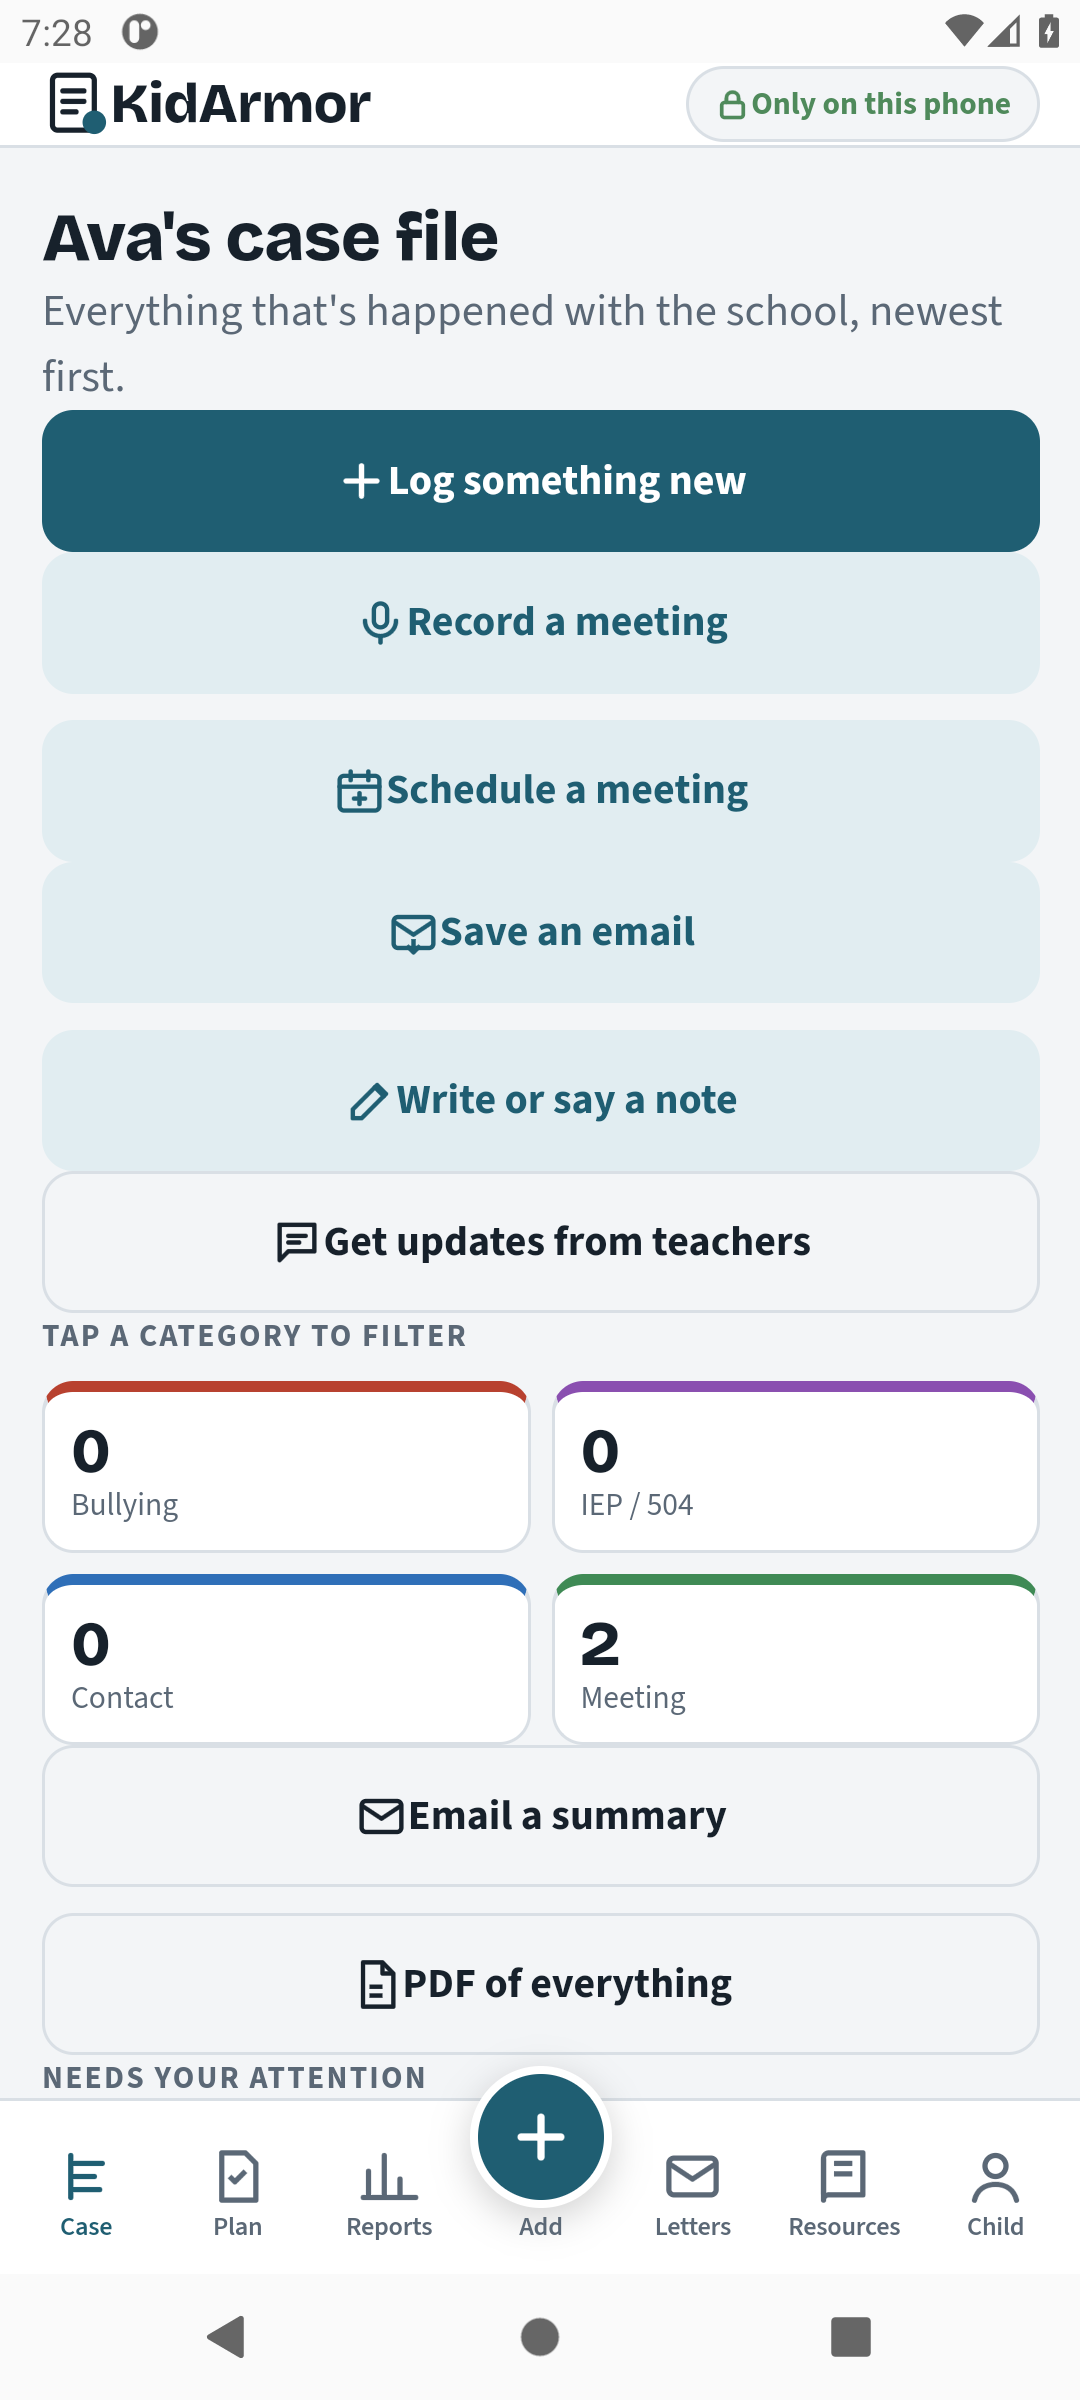 7:28
KidArmor
Only on this phone
Ava's case file
Everything that's happened with the school, newest
first.
Log something new
Record a meeting
Schedule a meeting
Save an email
Write or say a note
Get updates from teachers
TAP A CATEGORY TO FILTER
0
Bullying
0
IEP / 504
0
Contact
2
Meeting
Email a summary
PDF of everything
NEEDS YOUR ATTENTION
Case
Plan
Reports
Add
Letters
Resources
Child